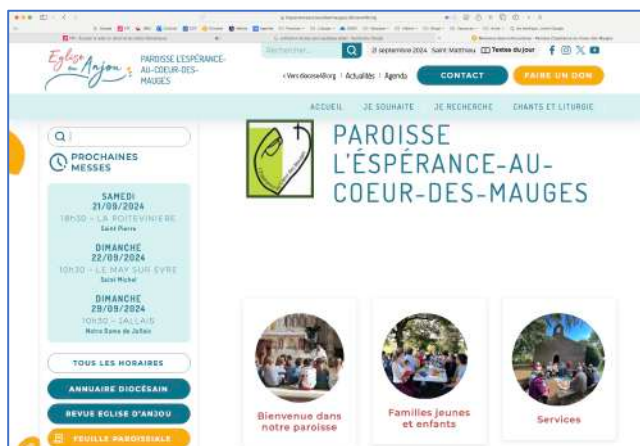 Eglise en Anjou
PAROISSE L'ESPÉRANCE-
AU-COEUR-DES-
MAUGES
Rechercher...
21 septembre 2024 Saint Matthieu Textes du jour
‹ Vers diocese49.org | Actualités | Agenda
CONTACT
FAIRE UN DON
ACCUEIL JE SOUHAITE JE RECHERCHE CHANTS ET LITURGIE
PROCHAINES
MESSES
SAMEDI
21/09/2024
18h30 - LA POITEVINIERE
Saint Pierre
DIMANCHE
22/09/2024
10h30 - LE MAY SUR EVRE
Saint Michel
DIMANCHE
29/09/2024
10h30 - JALLAIS
Notre Dame de Jallais
TOUS LES HORAIRES
ANNUAIRE DIOCÉSAIN
REVUE EGLISE D'ANJOU
FEUILLE PAROISSIALE
PAROISSE
L'ÉSPÉRANCE-AU-
COEUR-DES-MAUGES
Bienvenue dans
notre paroisse
Familles jeunes
et enfants
Services